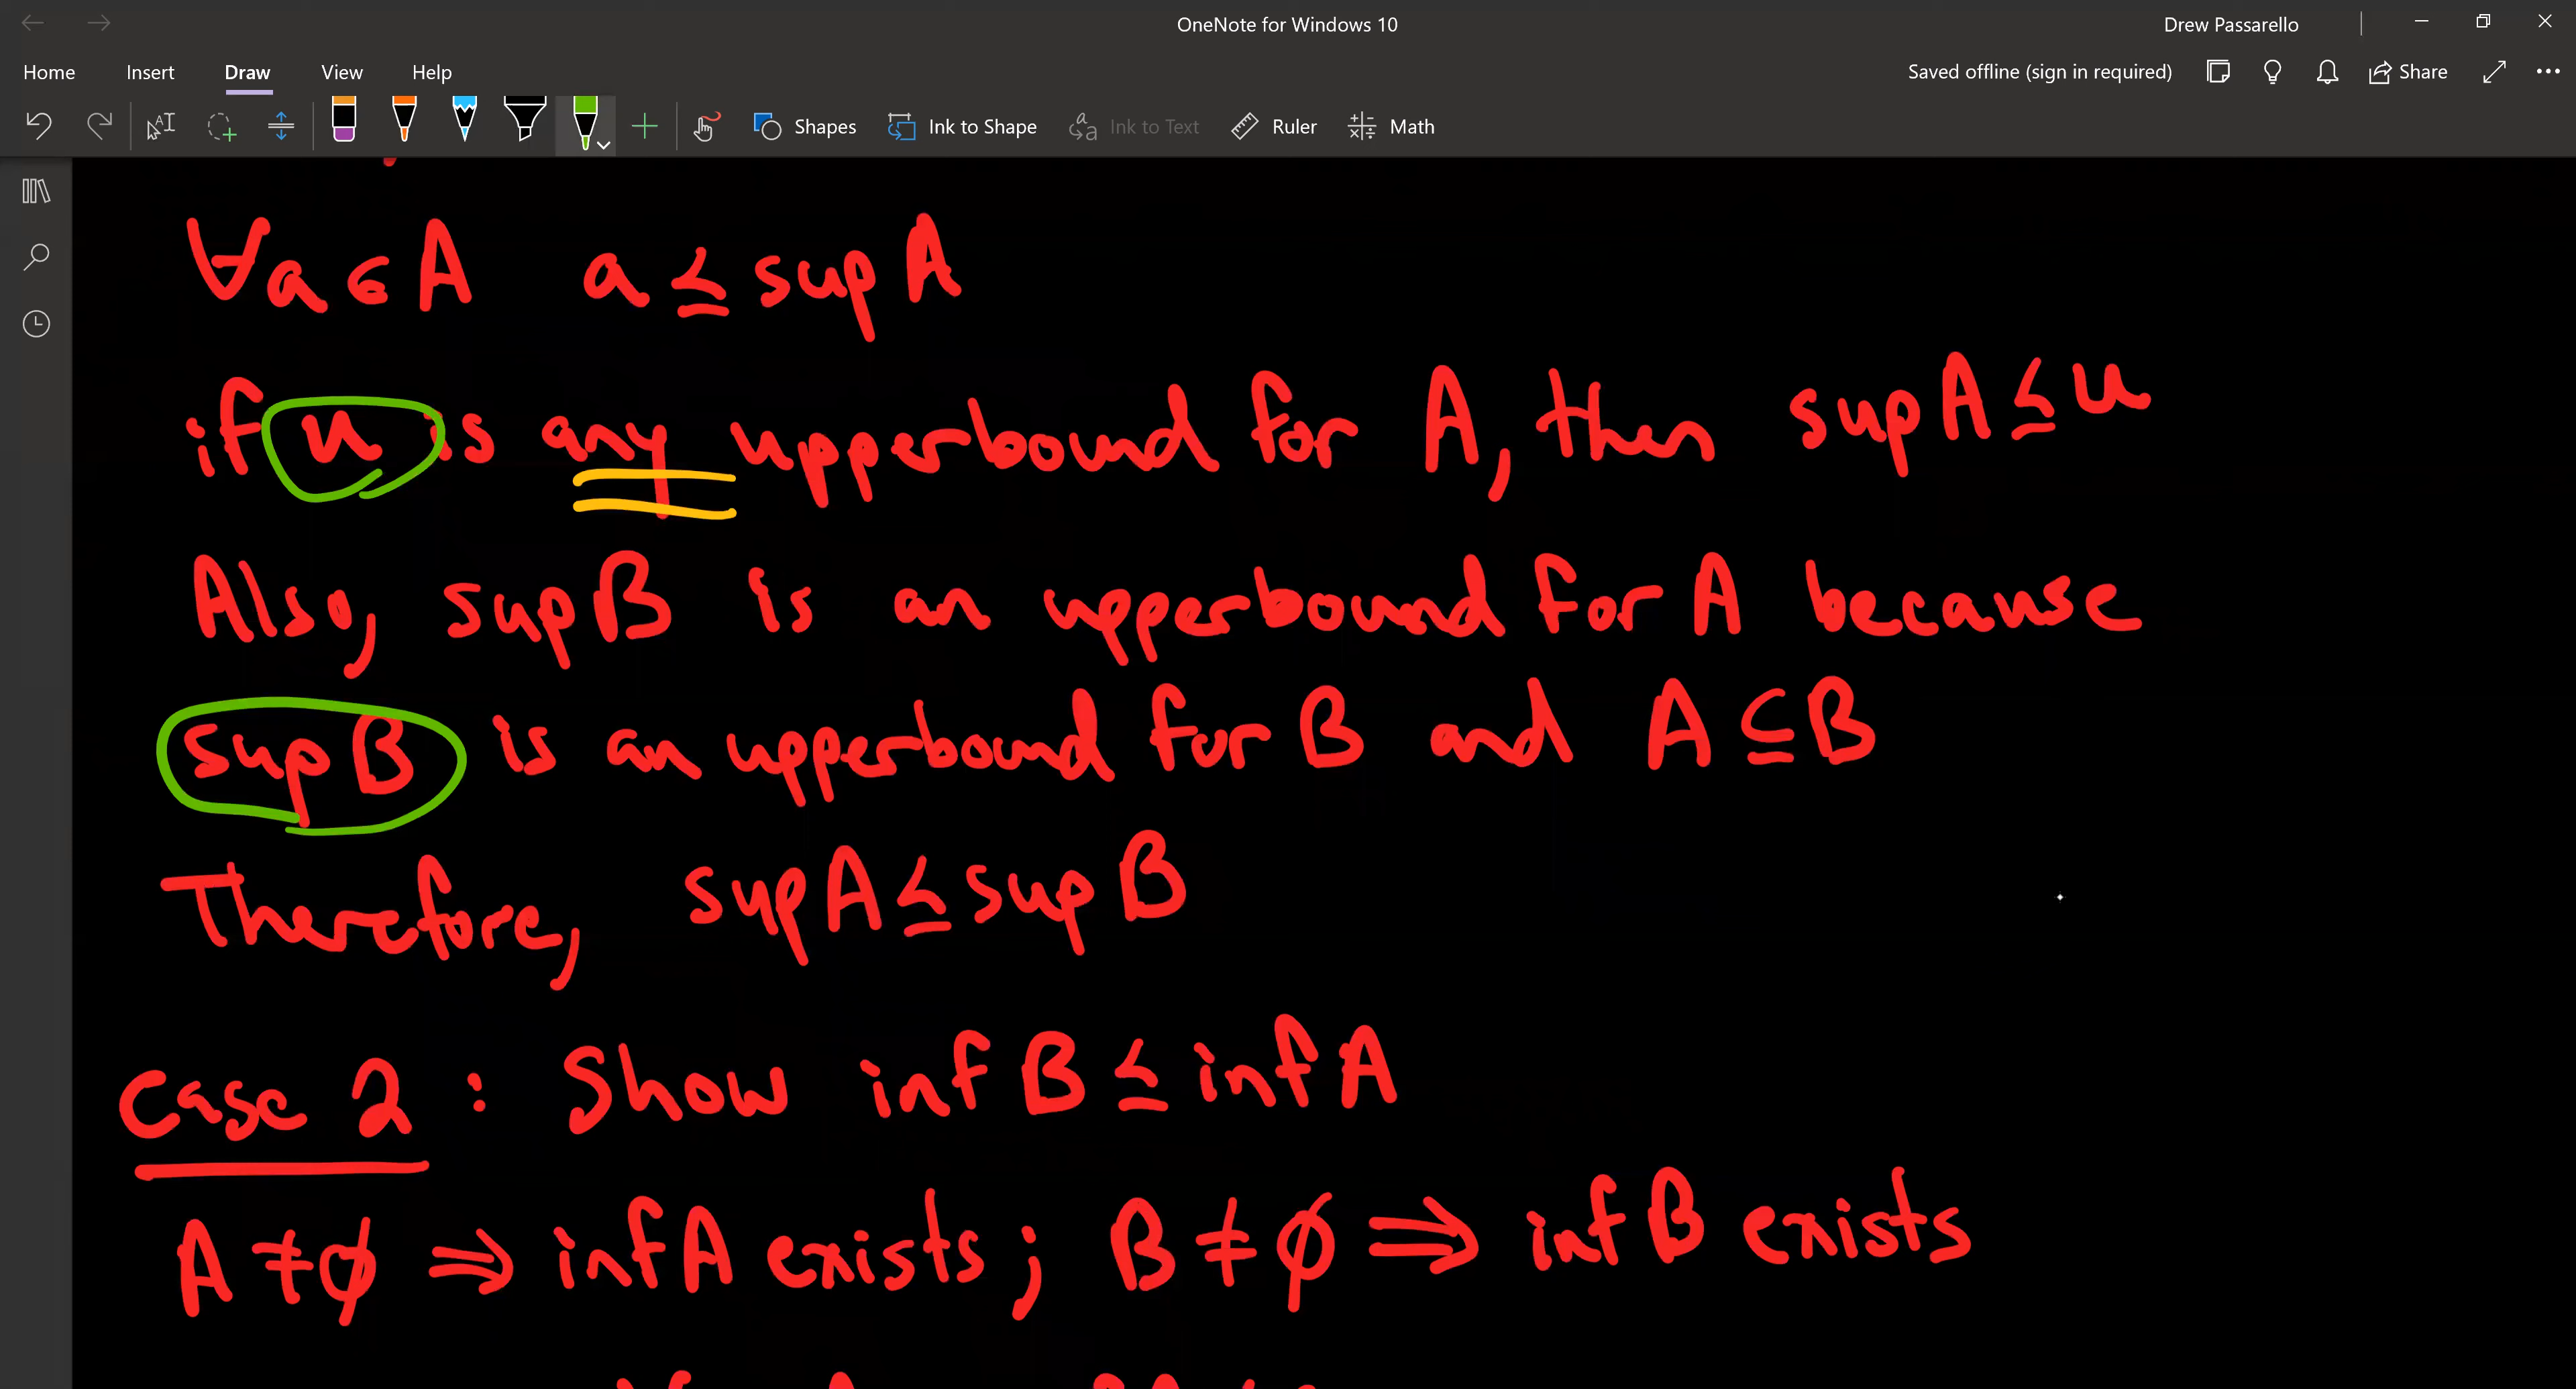 OneNote for Windows 10
Drew Passarello
Home Insert Draw View Help
Saved offline (sign in required) Share
Shapes Ink to Shape Ink to Text Ruler Math
∀a∈A a ≤ sup A
if u is any upperbound for A, then sup A ≤ u
Also, sup B is an upperbound for A because
sup B is an upperbound for B and A ⊆ B
Therefore, sup A ≤ sup B
Case 2 : Show inf B ≤ inf A
A ≠ ∅ ⇒ inf A exists; B ≠ ∅ ⇒ inf B exists